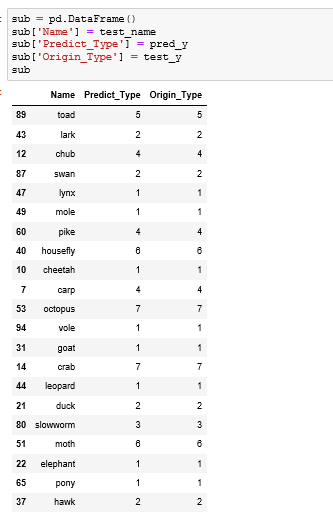 sub = pd.DataFrame()
sub['Name'] = test_name
sub['Predict_Type'] = pred_y
sub['Origin_Type'] = test_y
sub
Name Predict_Type Origin_Type
89 toad 5 5
43 lark 2 2
12 chub 4 4
87 swan 2 2
47 lynx 1 1
49 mole 1 1
60 pike 4 4
40 housefly 6 6
10 cheetah 1 1
7 carp 4 4
53 octopus 7 7
94 vole 1 1
31 goat 1 1
14 crab 7 7
44 leopard 1 1
21 duck 2 2
80 slowworm 3 3
51 moth 6 6
22 elephant 1 1
65 pony 1 1
37 hawk 2 2